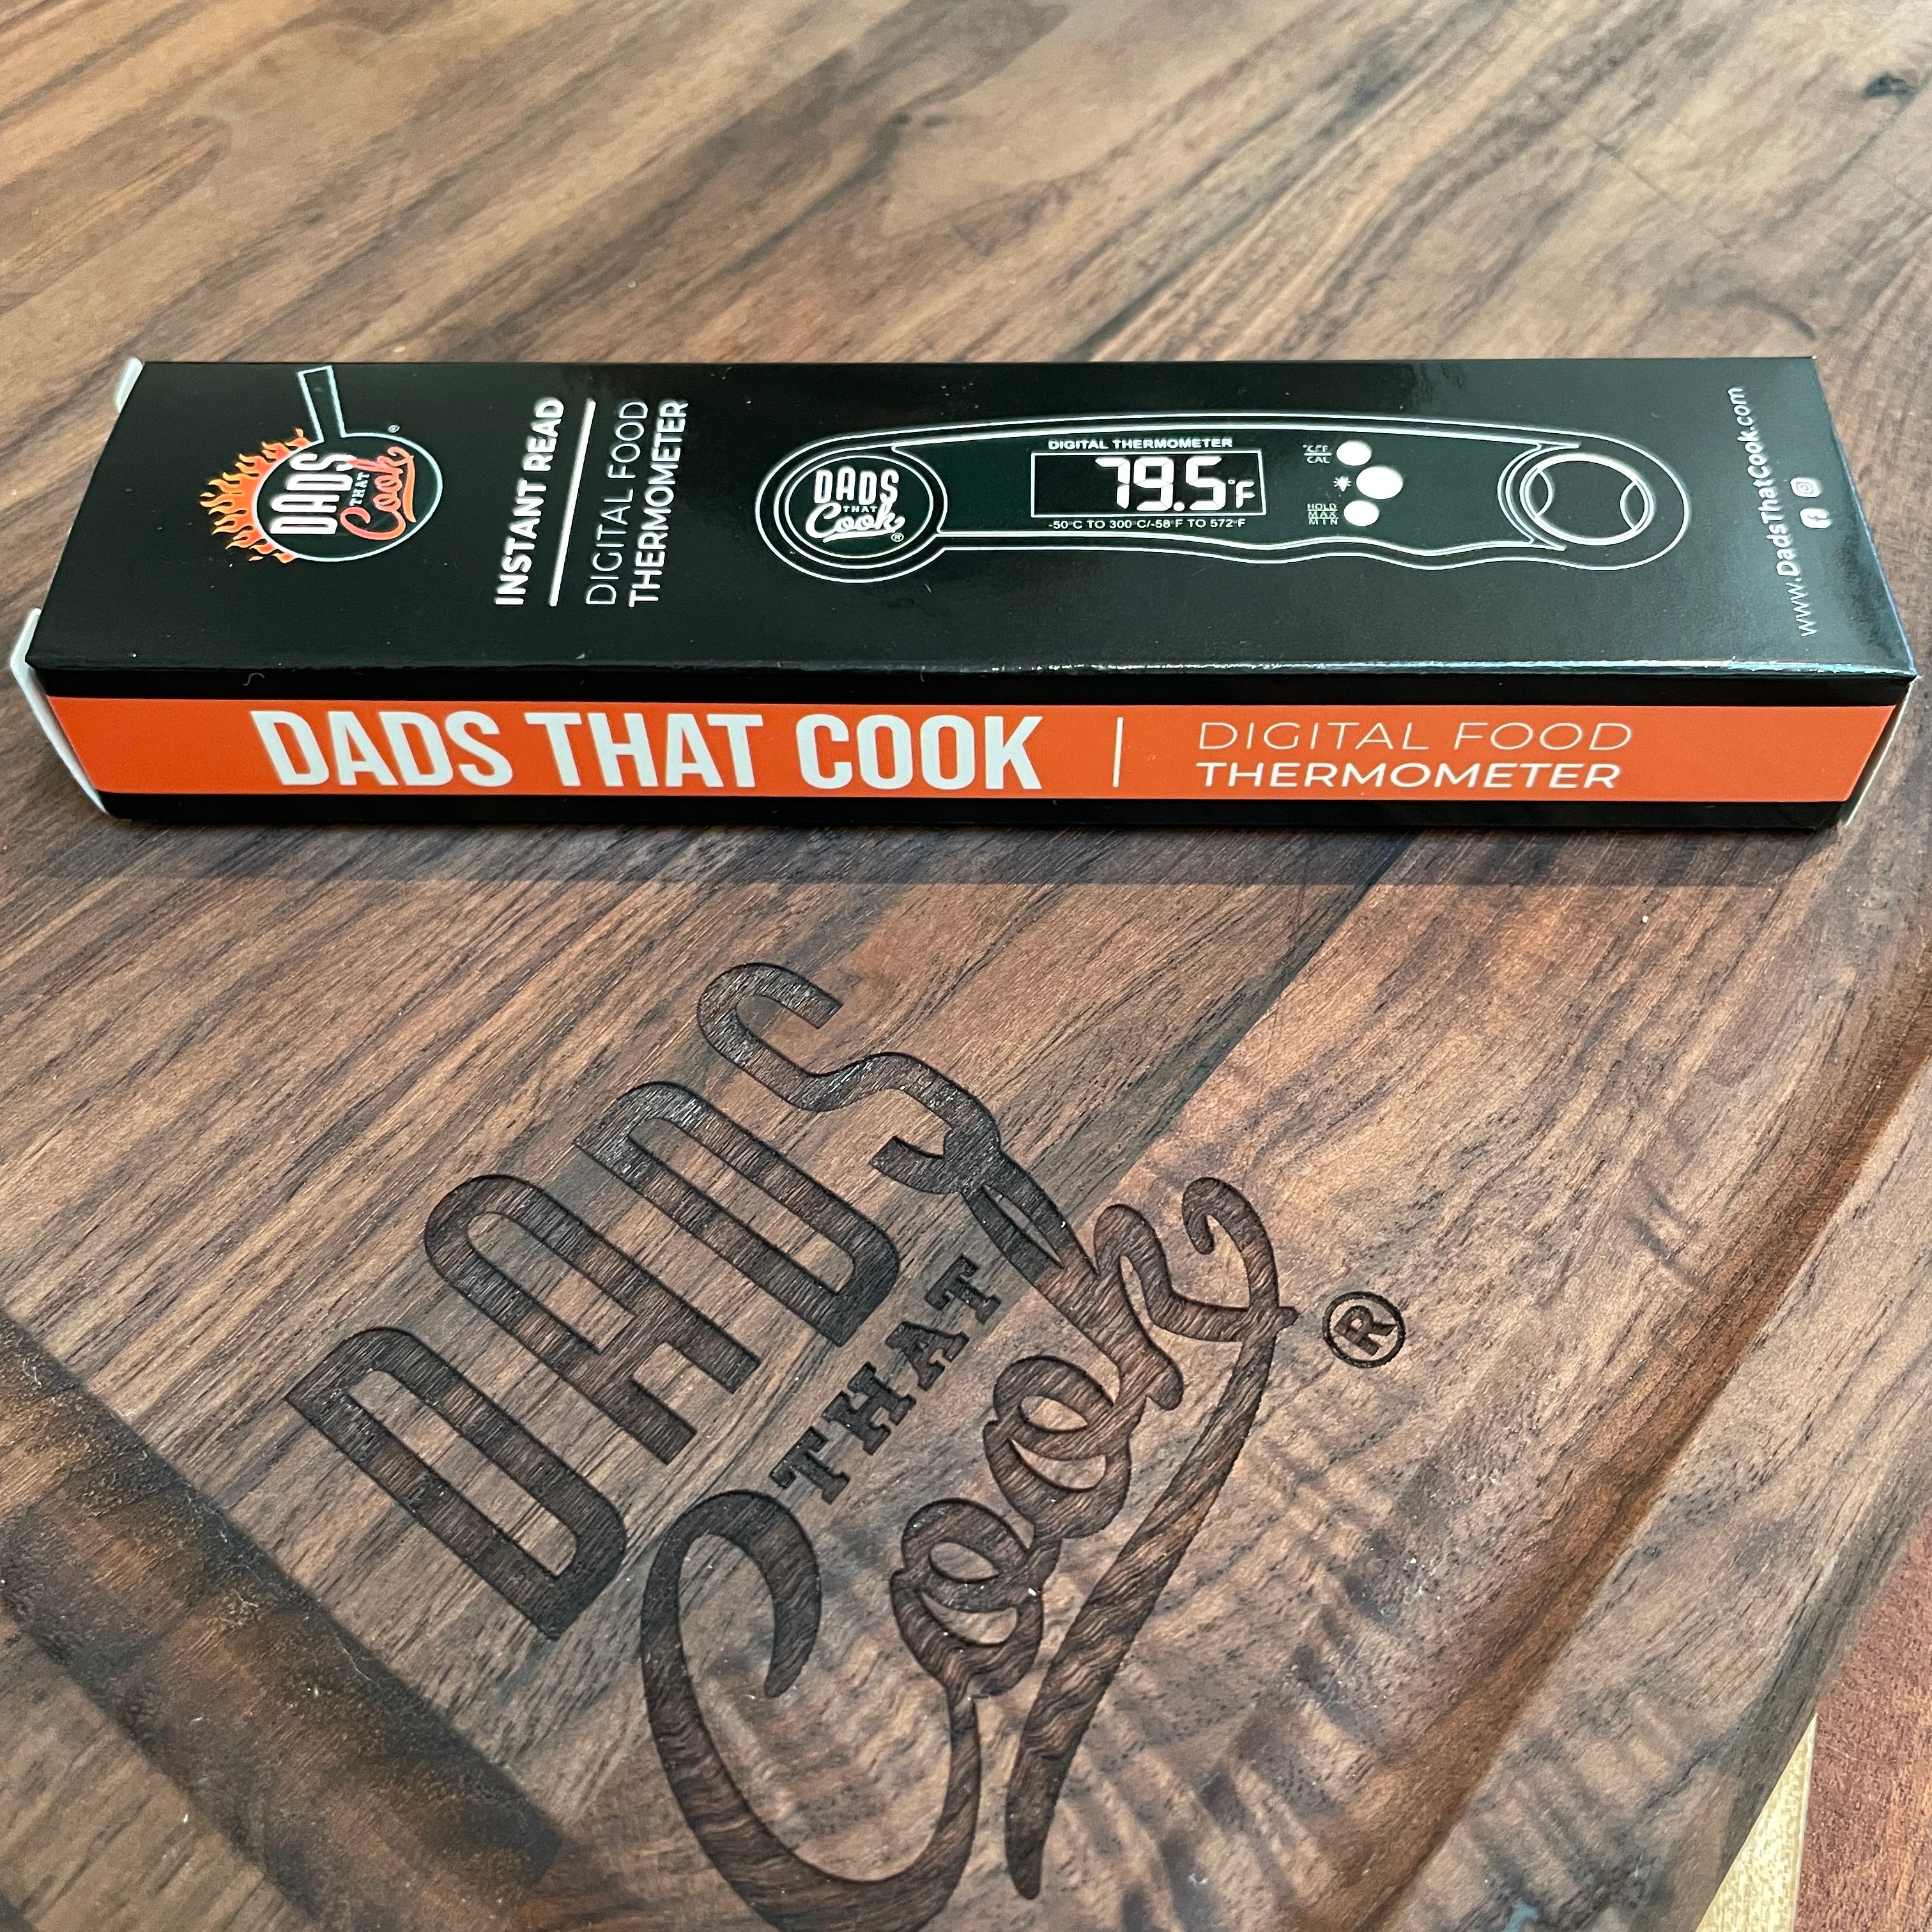 DADS
THAT
Cook
®
INSTANT READ
DIGITAL FOOD
THERMOMETER
DADS
THAT
Cook
®
DIGITAL THERMOMETER
79.5°F
-50°C TO 300°C/-58°F TO 572°F
°C/°F
CAL
HOLD
MAX
MIN
www.DadsThatCook.com
DADS THAT COOK | DIGITAL FOOD
THERMOMETER
DADS
THAT
Cook
®